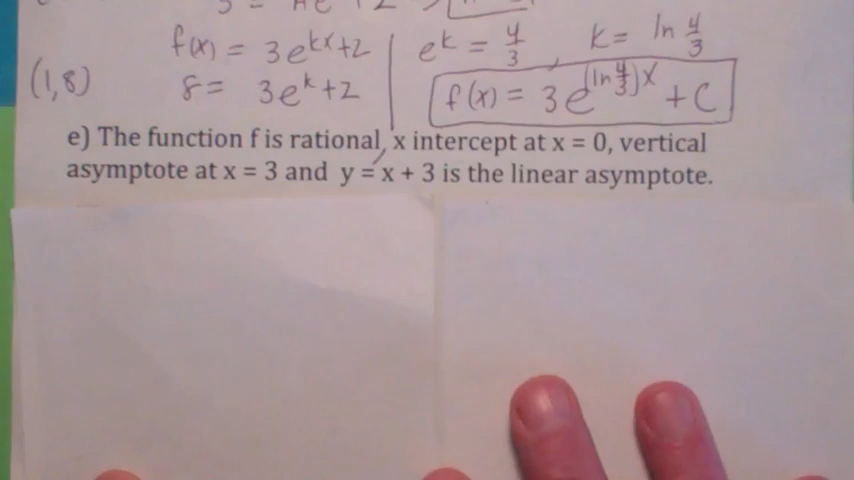 f(x) = 3e^{kx}+2
e^k = 4/3, k = ln 4/3
(1,8)
8 = 3e^k+2
f(x) = 3e^{(ln 4/3)x} + C
e) The function f is rational, x intercept at x = 0, vertical
asymptote at x = 3 and y = x + 3 is the linear asymptote.